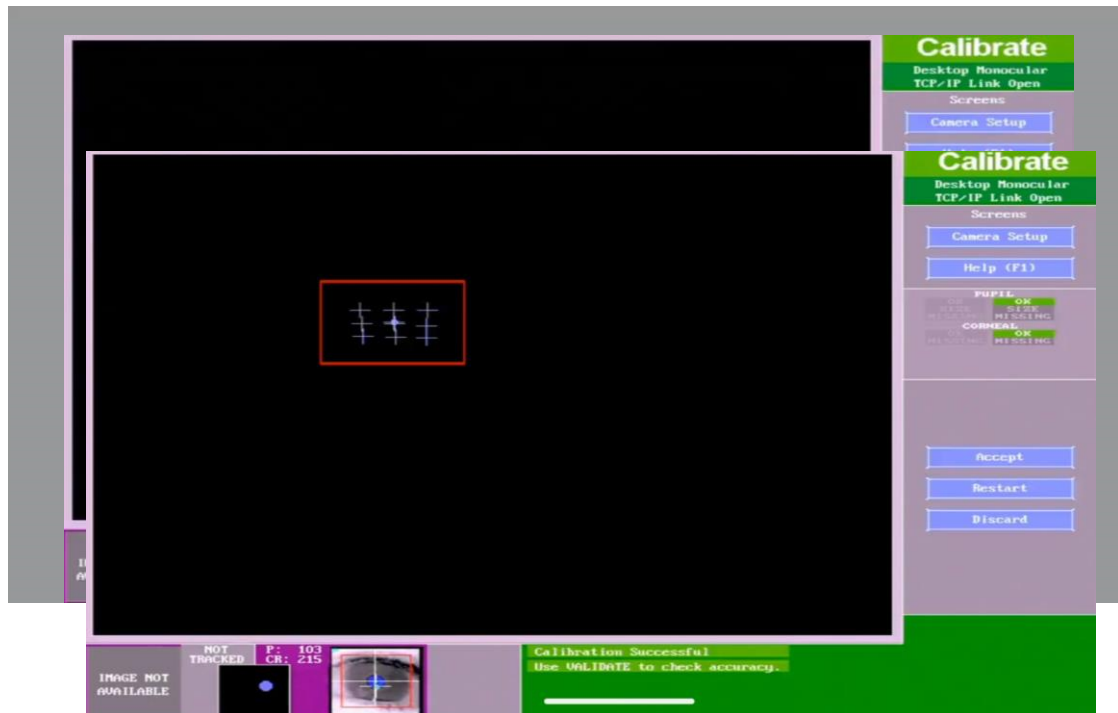 Calibrate
Desktop Monocular
TCP/IP Link Open
Screens
Camera Setup
Calibrate
Desktop Monocular
TCP/IP Link Open
Screens
Camera Setup
Help (F1)
PUPIL
OK
SIZE
MISSING
CORNEAL
OK
MISSING
Accept
Restart
Discard
NOT
TRACKED
P: 103
CR: 215
IMAGE NOT
AVAILABLE
Calibration Successful
Use VALIDATE to check accuracy.